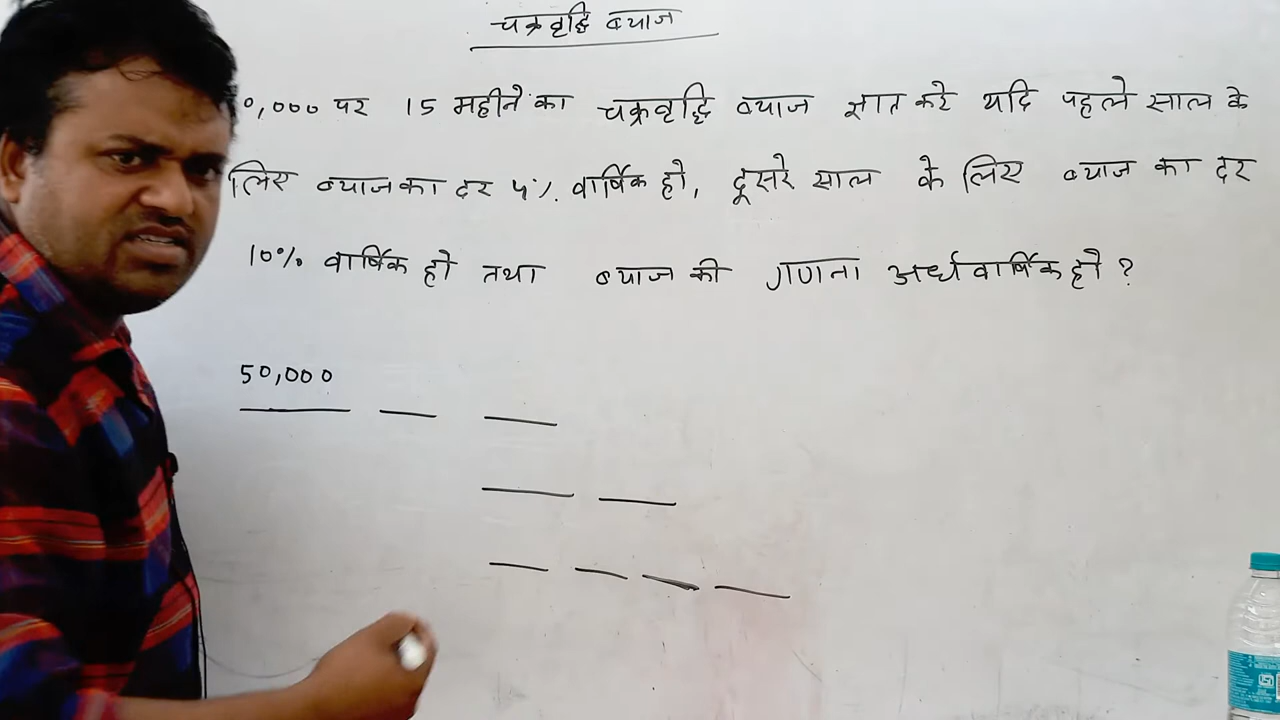 चक्रवृद्धि ब्याज
0,000 पर 15 महीने का चक्रवृद्धि ब्याज ज्ञात करे यदि पहले साल के
लिए ब्याज का दर 4% वार्षिक हो, दूसरे साल के लिए ब्याज का दर
10% वार्षिक हो तथा ब्याज की गणना अर्धवार्षिक हो ?
50,000